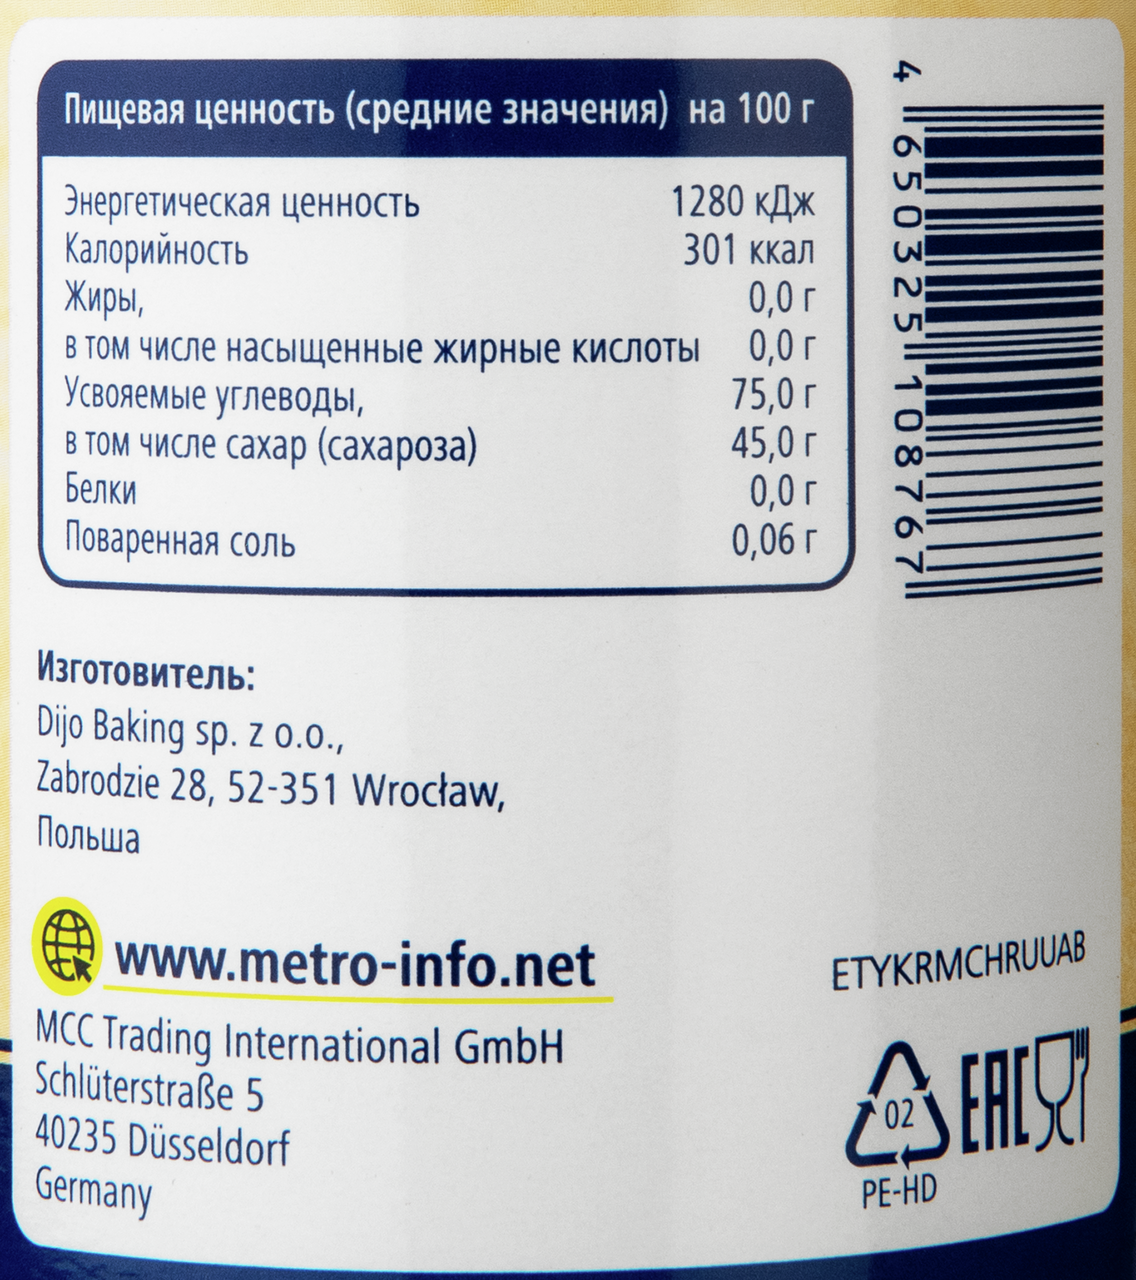 Пищевая ценность (средние значения) на 100 г
Энергетическая ценность 1280 кДж
Калорийность 301 ккал
Жиры, 0,0 г
в том числе насыщенные жирные кислоты 0,0 г
Усвояемые углеводы, 75,0 г
в том числе сахар (сахароза) 45,0 г
Белки 0,0 г
Поваренная соль 0,06 г
4 650325 108767
Изготовитель:
Dijo Baking sp. z o.o.,
Zabrodzie 28, 52-351 Wrocław,
Польша
www.metro-info.net
MCC Trading International GmbH
Schlüterstraße 5
40235 Düsseldorf
Germany
ETYKRMCHRUUAB
02
PE-HD
EAC